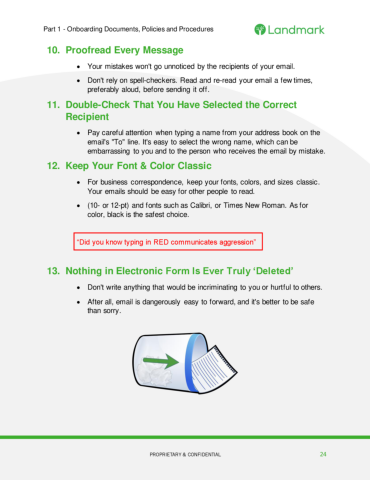 Part 1 - Onboarding Documents, Policies and Procedures
Landmark
10. Proofread Every Message
• Your mistakes won't go unnoticed by the recipients of your email.
• Don't rely on spell-checkers. Read and re-read your email a few times,
preferably aloud, before sending it off.
11. Double-Check That You Have Selected the Correct
Recipient
• Pay careful attention when typing a name from your address book on the
email's "To" line. It's easy to select the wrong name, which can be
embarrassing to you and to the person who receives the email by mistake.
12. Keep Your Font & Color Classic
• For business correspondence, keep your fonts, colors, and sizes classic.
Your emails should be easy for other people to read.
• (10- or 12-pt) and fonts such as Calibri, or Times New Roman. As for
color, black is the safest choice.
“Did you know typing in RED communicates aggression”
13. Nothing in Electronic Form Is Ever Truly ‘Deleted’
• Don't write anything that would be incriminating to you or hurtful to others.
• After all, email is dangerously easy to forward, and it's better to be safe
than sorry.
PROPRIETARY & CONFIDENTIAL
24